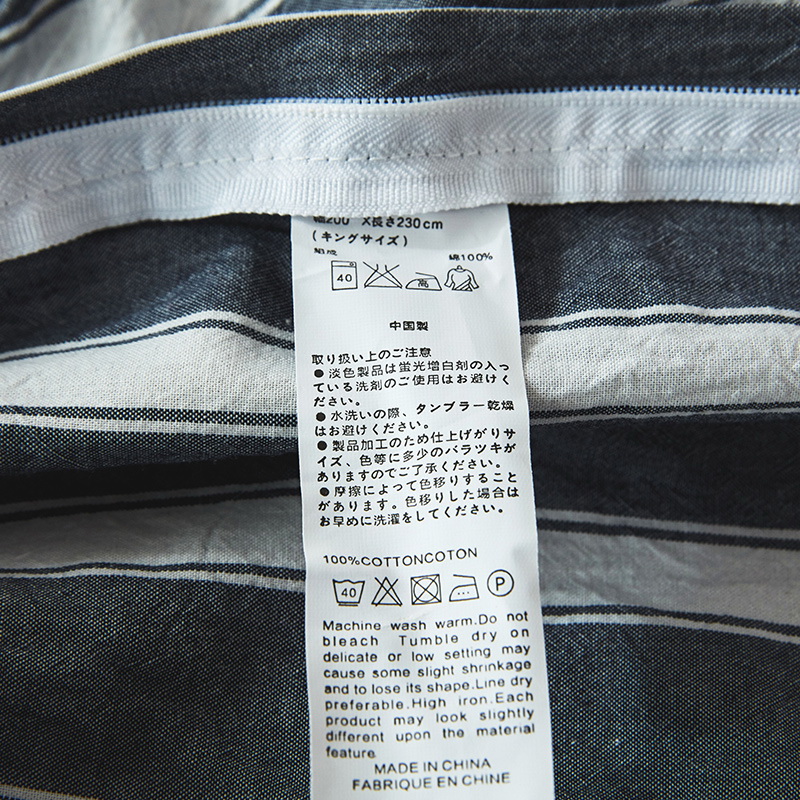 幅200 X長さ230cm
(キングサイズ)
組成 綿100%
40 高
中国製
取り扱い上のご注意
● 淡色製品は蛍光増白剤の入っ
ている洗剤のご使用はお避けく
ださい。
● 水洗いの際、タンブラー乾燥
はお避けください。
● 製品加工のため仕上げがりサ
イズ、色等に多少のバラツキが
ありますのでご了承ください。
● 摩擦によって色移りすること
があります。色移りした場合は
お早めに洗濯をしてください。
100%COTTONCOTON
40 P
Machine wash warm.Do not
bleach Tumble dry on
delicate or low setting may
cause some slight shrinkage
and to lose its shape.Line dry
preferable.High iron.Each
product may look slightly
different upon the material
feature
MADE IN CHINA
FABRIQUE EN CHINE